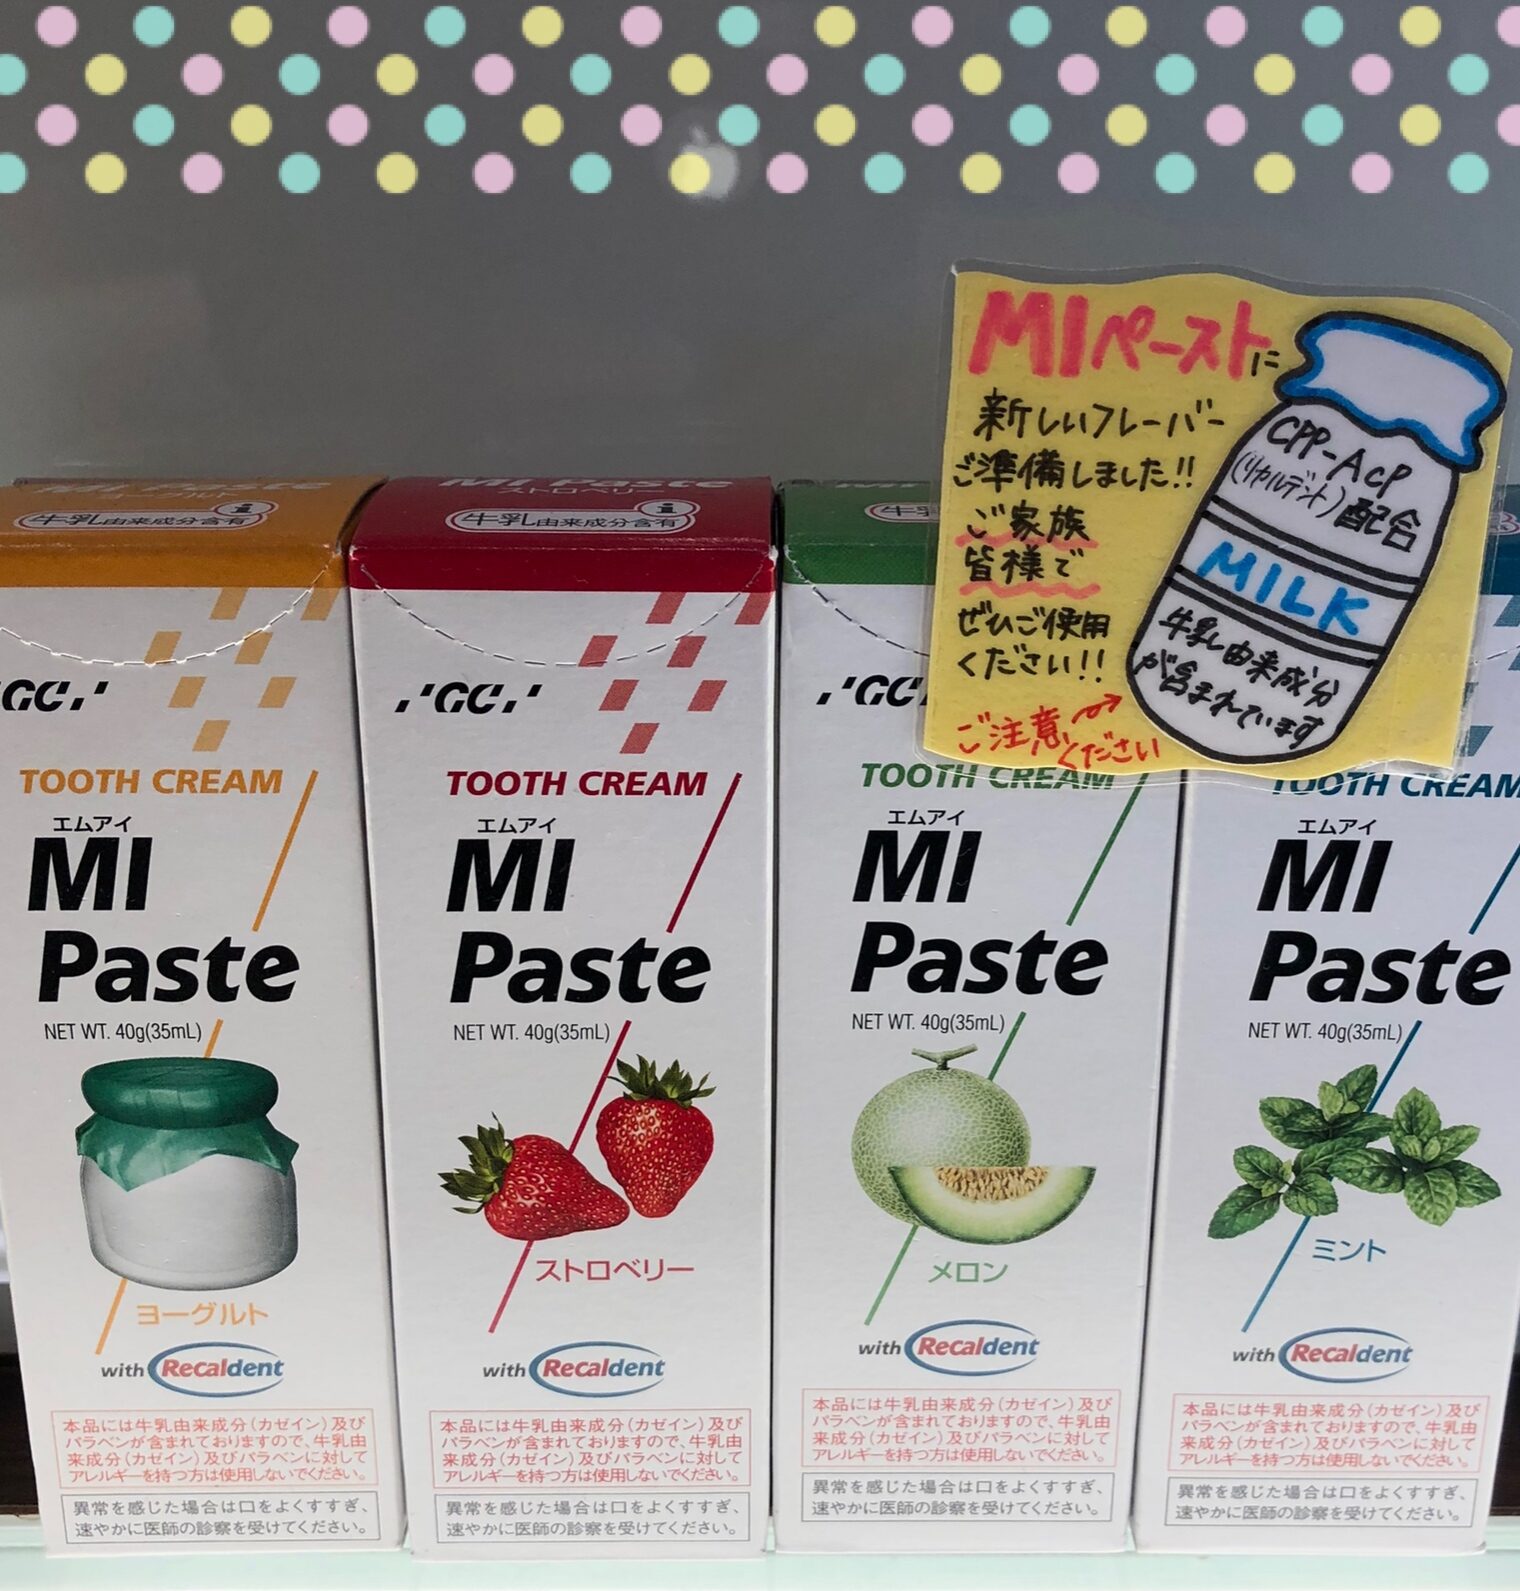 MIペーストに
新しいフレーバー
ご準備しました!!
ご家族
皆様で
ぜひご使用
ください!!
ご注意
ください
CPP-ACP
(リカルデント)配合
MILK
牛乳由来成分
が含まれています
ヨーグルト
牛乳由来成分含有 i
GC
TOOTH CREAM
エムアイ
MI
Paste
NET WT. 40g(35mL)
ヨーグルト
with Recaldent
本品には牛乳由来成分(カゼイン)及び
パラベンが含まれておりますので、牛乳由
来成分(カゼイン)及びパラベンに対して
アレルギーを持つ方は使用しないでください。
異常を感じた場合は口をよくすすぎ、
速やかに医師の診察を受けてください。
MI Paste
ストロベリー
牛乳由来成分含有 i
GC
TOOTH CREAM
エムアイ
MI
Paste
NET WT. 40g(35mL)
ストロベリー
with Recaldent
本品には牛乳由来成分(カゼイン)及び
パラベンが含まれておりますので、牛乳由
来成分(カゼイン)及びパラベンに対して
アレルギーを持つ方は使用しないでください。
異常を感じた場合は口をよくすすぎ、
速やかに医師の診察を受けてください。
GC
TOOTH CREAM
エムアイ
MI
Paste
NET WT. 40g(35mL)
メロン
with Recaldent
本品には牛乳由来成分(カゼイン)及び
パラベンが含まれておりますので、牛乳由
来成分(カゼイン)及びパラベンに対して
アレルギーを持つ方は使用しないでください。
異常を感じた場合は口をよくすすぎ、
速やかに医師の診察を受けてください。
TOOTH CREAM
エムアイ
MI
Paste
NET WT. 40g(35mL)
ミント
with Recaldent
本品には牛乳由来成分(カゼイン)及び
パラベンが含まれておりますので、牛乳由
来成分(カゼイン)及びパラベンに対して
アレルギーを持つ方は使用しないでください。
異常を感じた場合は口をよくすすぎ、
速やかに医師の診察を受けてください。